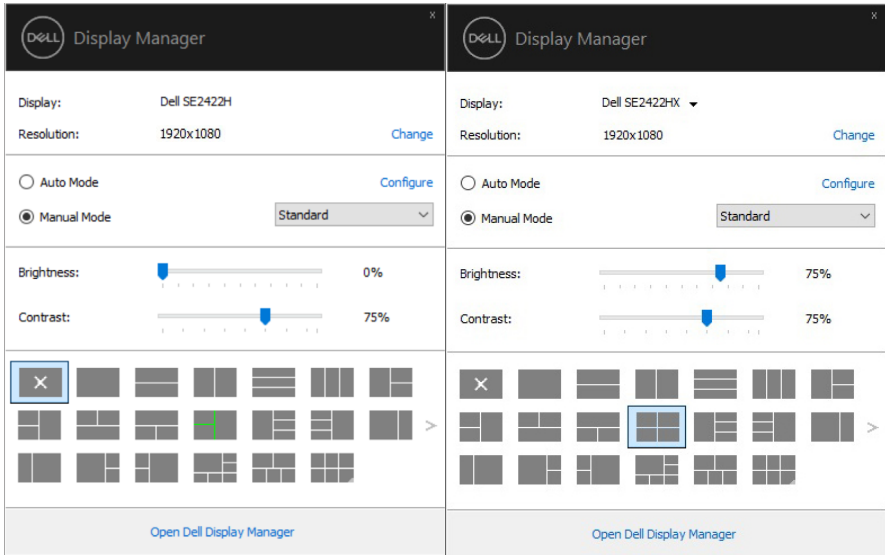 DELL Display Manager
x
Display: Dell SE2422H
Resolution: 1920x1080 Change
Auto Mode Configure
Manual Mode Standard
Brightness: 0%
Contrast: 75%
Open Dell Display Manager
DELL Display Manager
x
Display: Dell SE2422HX
Resolution: 1920x1080 Change
Auto Mode Configure
Manual Mode Standard
Brightness: 75%
Contrast: 75%
Open Dell Display Manager